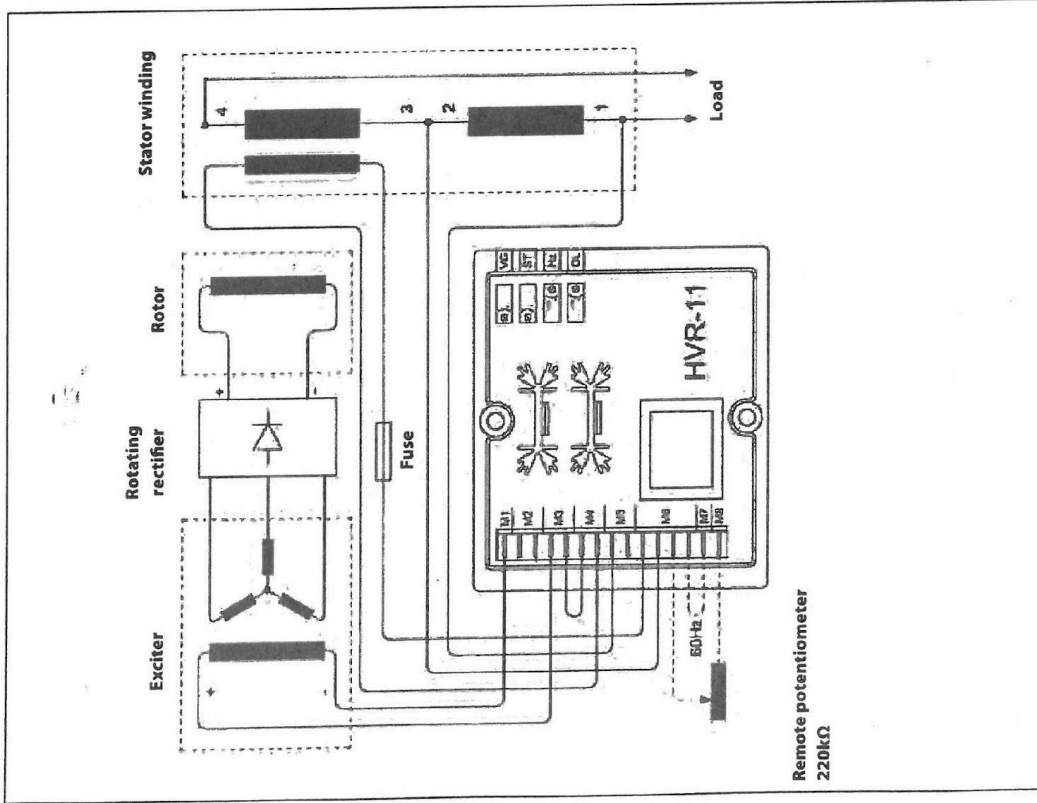 Stator winding
4
3
2
1
Load
Rotor
+
-
Rotating
rectifier
Fuse
Exciter
+
-
VG
ST
Hz
OL
HVR-11
M1
M2
M3
M4
M5
M6
M7
M8
60Hz
Remote potentiometer
220kΩ